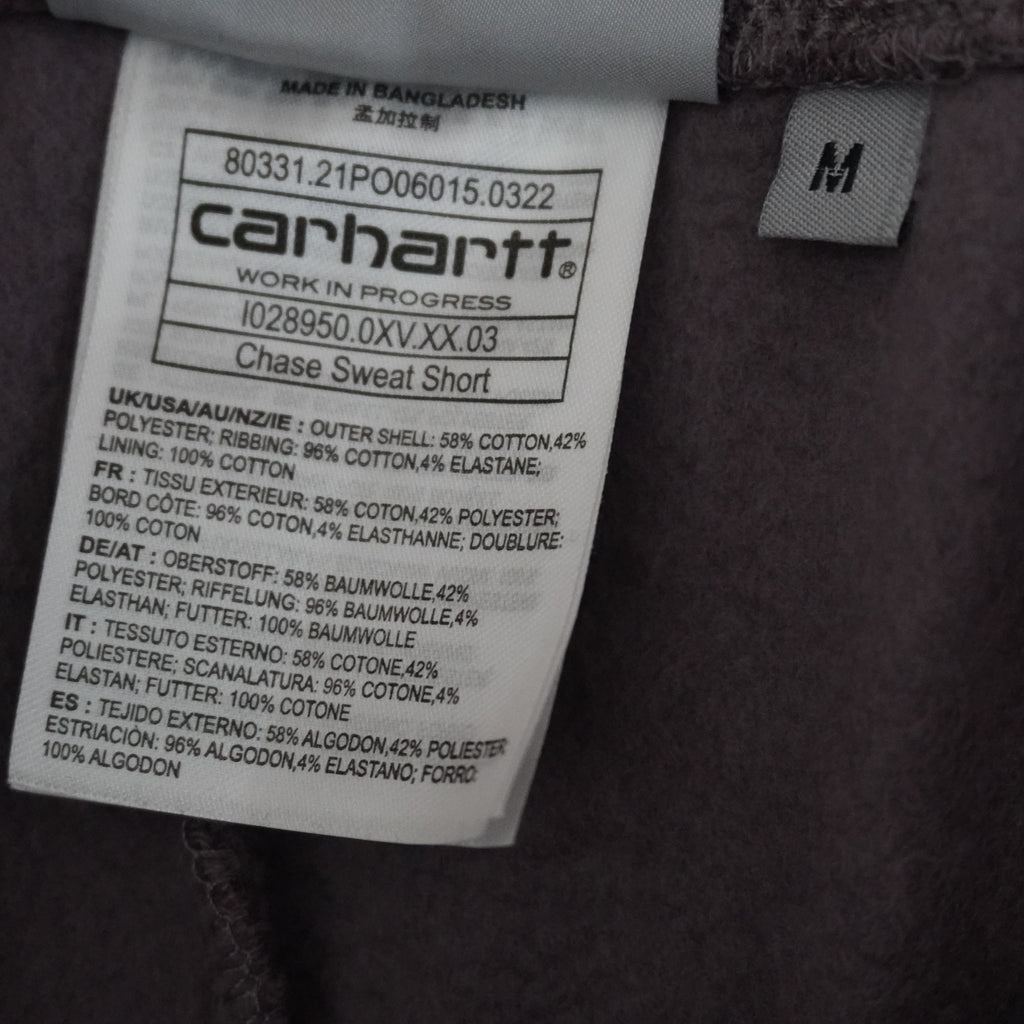 MADE IN BANGLADESH
孟加拉制
80331.21PO06015.0322
carhartt®
WORK IN PROGRESS
I028950.0XV.XX.03
Chase Sweat Short
UK/USA/AU/NZ/IE : OUTER SHELL: 58% COTTON,42%
POLYESTER; RIBBING: 96% COTTON,4% ELASTANE;
LINING: 100% COTTON
FR : TISSU EXTERIEUR: 58% COTON,42% POLYESTER;
BORD CÔTE: 96% COTON,4% ELASTHANNE; DOUBLURE:
100% COTON
DE/AT : OBERSTOFF: 58% BAUMWOLLE,42%
POLYESTER; RIFFELUNG: 96% BAUMWOLLE,4%
ELASTHAN; FUTTER: 100% BAUMWOLLE
IT : TESSUTO ESTERNO: 58% COTONE,42%
POLIESTERE; SCANALATURA: 96% COTONE,4%
ELASTAN; FUTTER: 100% COTONE
ES : TEJIDO EXTERNO: 58% ALGODON,42% POLIESTER
ESTRIACIÒN: 96% ALGODON,4% ELASTANO; FORRO:
100% ALGODON
M